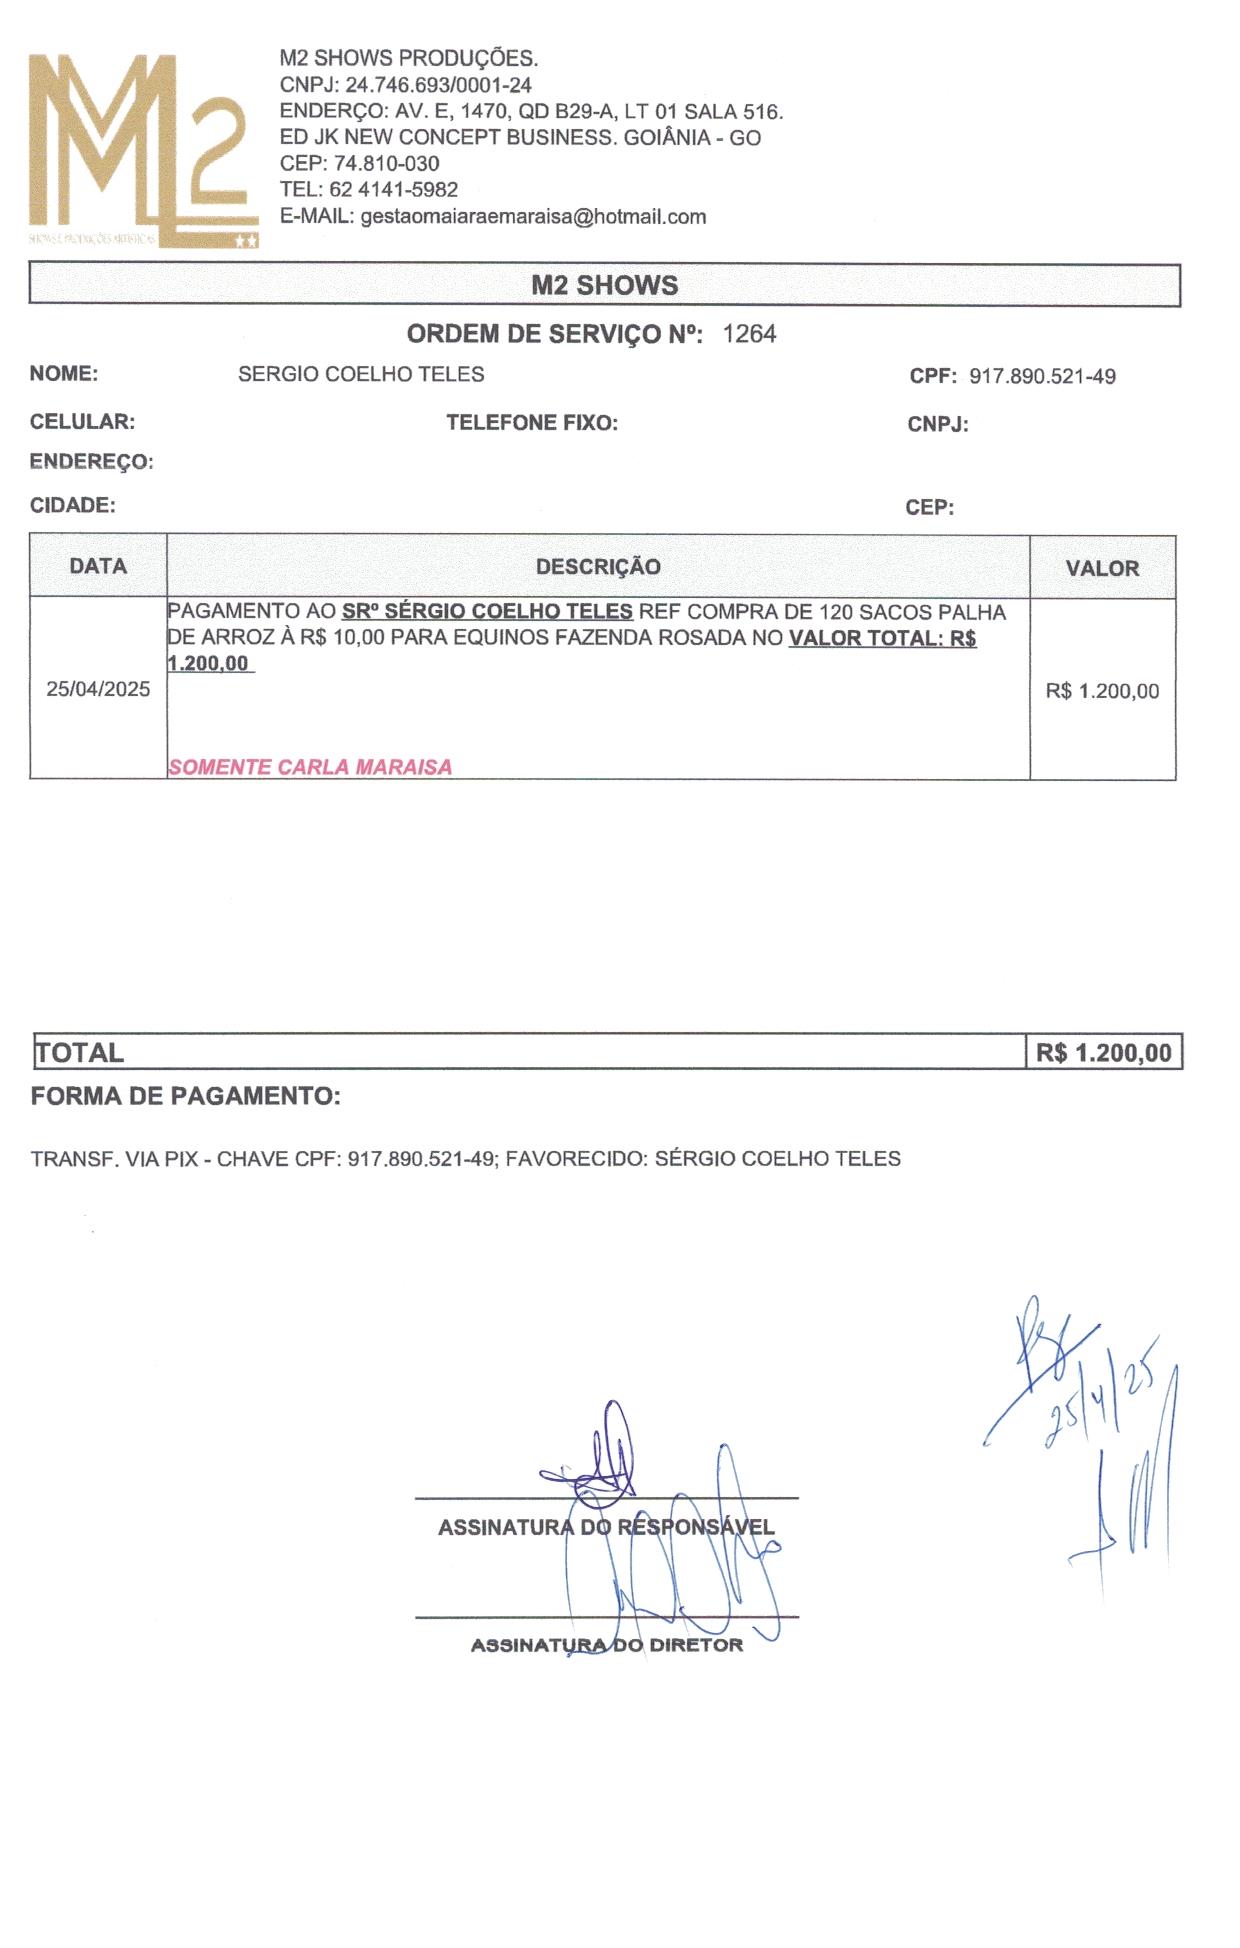 M2
SHOWS E PRODUÇÕES ARTÍSTICAS
M2 SHOWS PRODUÇÕES.
CNPJ: 24.746.693/0001-24
ENDERÇO: AV. E, 1470, QD B29-A, LT 01 SALA 516.
ED JK NEW CONCEPT BUSINESS. GOIÂNIA - GO
CEP: 74.810-030
TEL: 62 4141-5982
E-MAIL: gestaomaiaraemaraisa@hotmail.com
M2 SHOWS
ORDEM DE SERVIÇO Nº: 1264
NOME: SERGIO COELHO TELES CPF: 917.890.521-49
CELULAR: TELEFONE FIXO: CNPJ:
ENDEREÇO:
CIDADE: CEP:
DATA DESCRIÇÃO VALOR
PAGAMENTO AO SRº SÉRGIO COELHO TELES REF COMPRA DE 120 SACOS PALHA
DE ARROZ À R$ 10,00 PARA EQUINOS FAZENDA ROSADA NO VALOR TOTAL: R$
1.200,00
25/04/2025 R$ 1.200,00
SOMENTE CARLA MARAISA
TOTAL R$ 1.200,00
FORMA DE PAGAMENTO:
TRANSF. VIA PIX - CHAVE CPF: 917.890.521-49; FAVORECIDO: SÉRGIO COELHO TELES
25/4/25
ASSINATURA DO RESPONSÁVEL
ASSINATURA DO DIRETOR